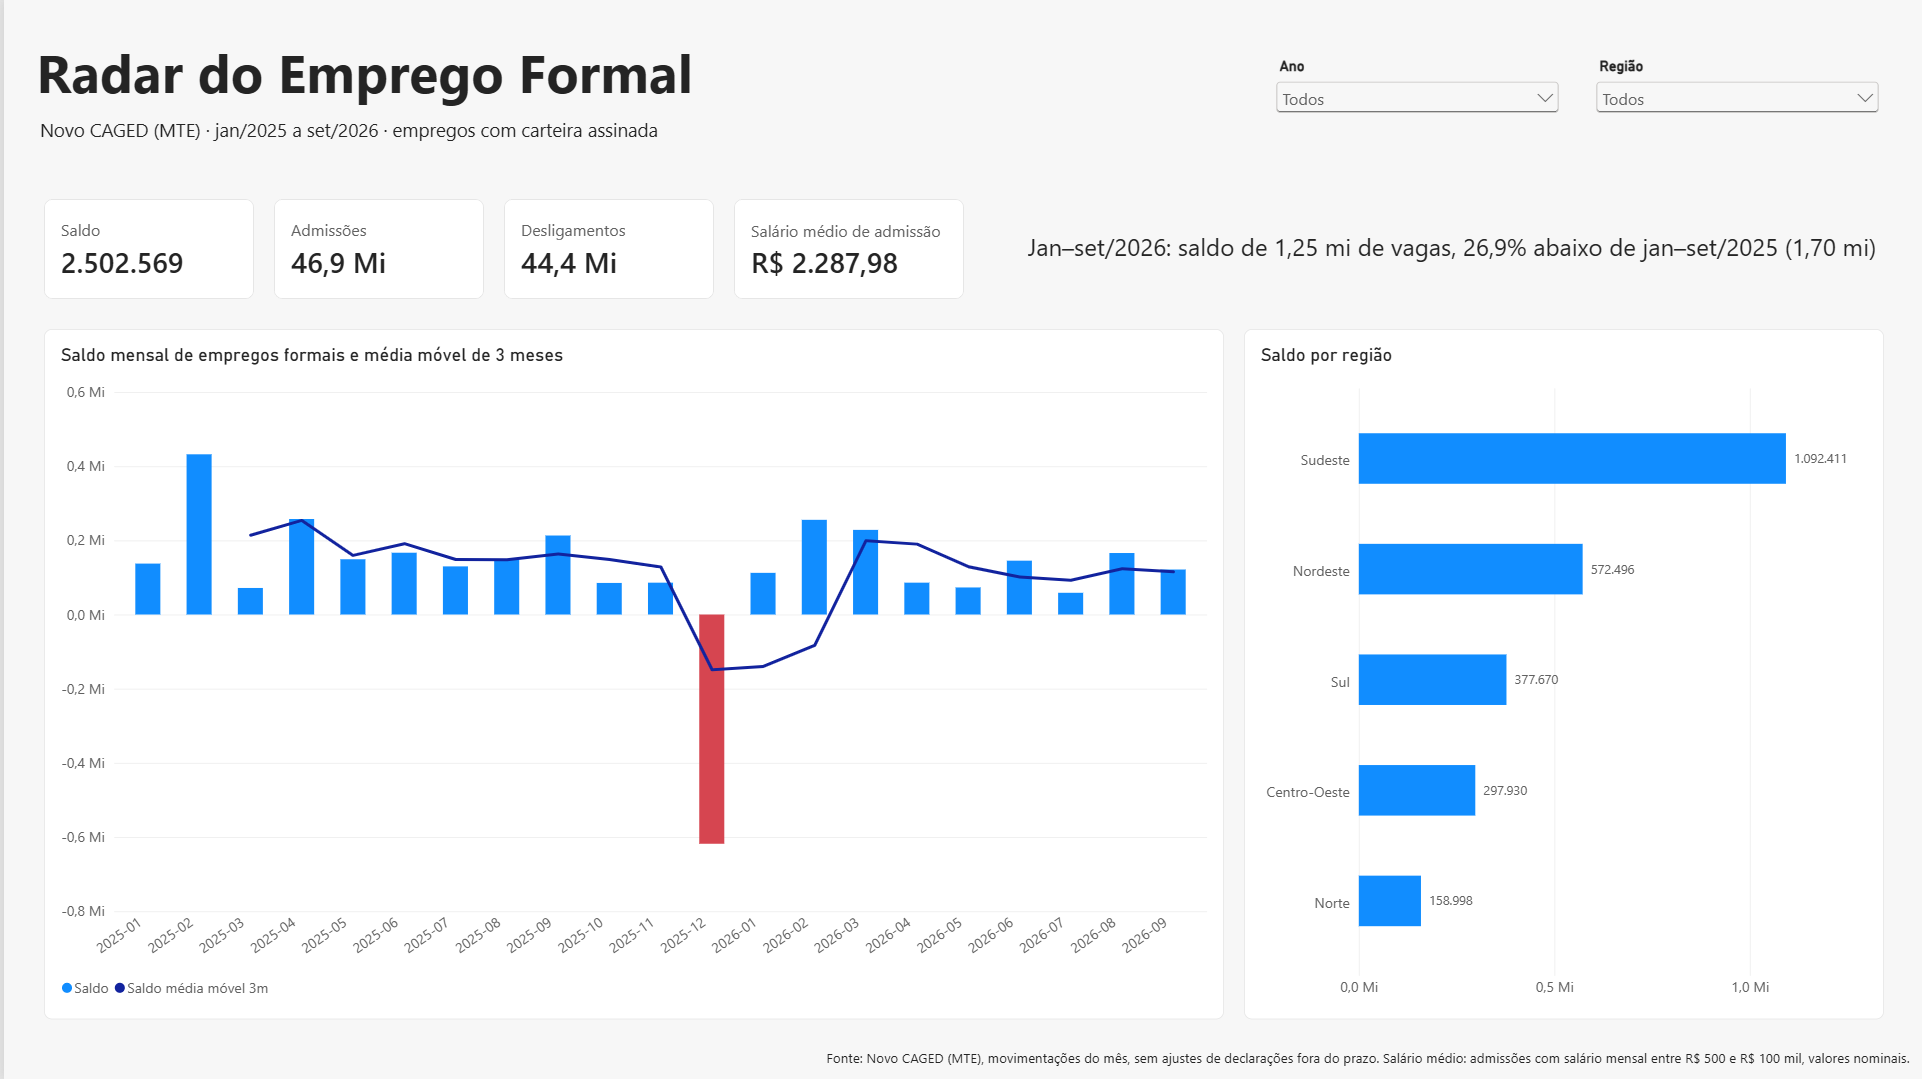 Radar do Emprego Formal
Novo CAGED (MTE) · jan/2025 a set/2026 · empregos com carteira assinada
Ano
Todos
Região
Todos
Saldo
2.502.569
Admissões
46,9 Mi
Desligamentos
44,4 Mi
Salário médio de admissão
R$ 2.287,98
Jan–set/2026: saldo de 1,25 mi de vagas, 26,9% abaixo de jan–set/2025 (1,70 mi)
Saldo mensal de empregos formais e média móvel de 3 meses
0,6 Mi
0,4 Mi
0,2 Mi
0,0 Mi
-0,2 Mi
-0,4 Mi
-0,6 Mi
-0,8 Mi
2025-01
2025-02
2025-03
2025-04
2025-05
2025-06
2025-07
2025-08
2025-09
2025-10
2025-11
2025-12
2026-01
2026-02
2026-03
2026-04
2026-05
2026-06
2026-07
2026-08
2026-09
Saldo
Saldo média móvel 3m
Saldo por região
Sudeste
1.092.411
Nordeste
572.496
Sul
377.670
Centro-Oeste
297.930
Norte
158.998
0,0 Mi
0,5 Mi
1,0 Mi
Fonte: Novo CAGED (MTE), movimentações do mês, sem ajustes de declarações fora do prazo. Salário médio: admissões com salário mensal entre R$ 500 e R$ 100 mil, valores nominais.